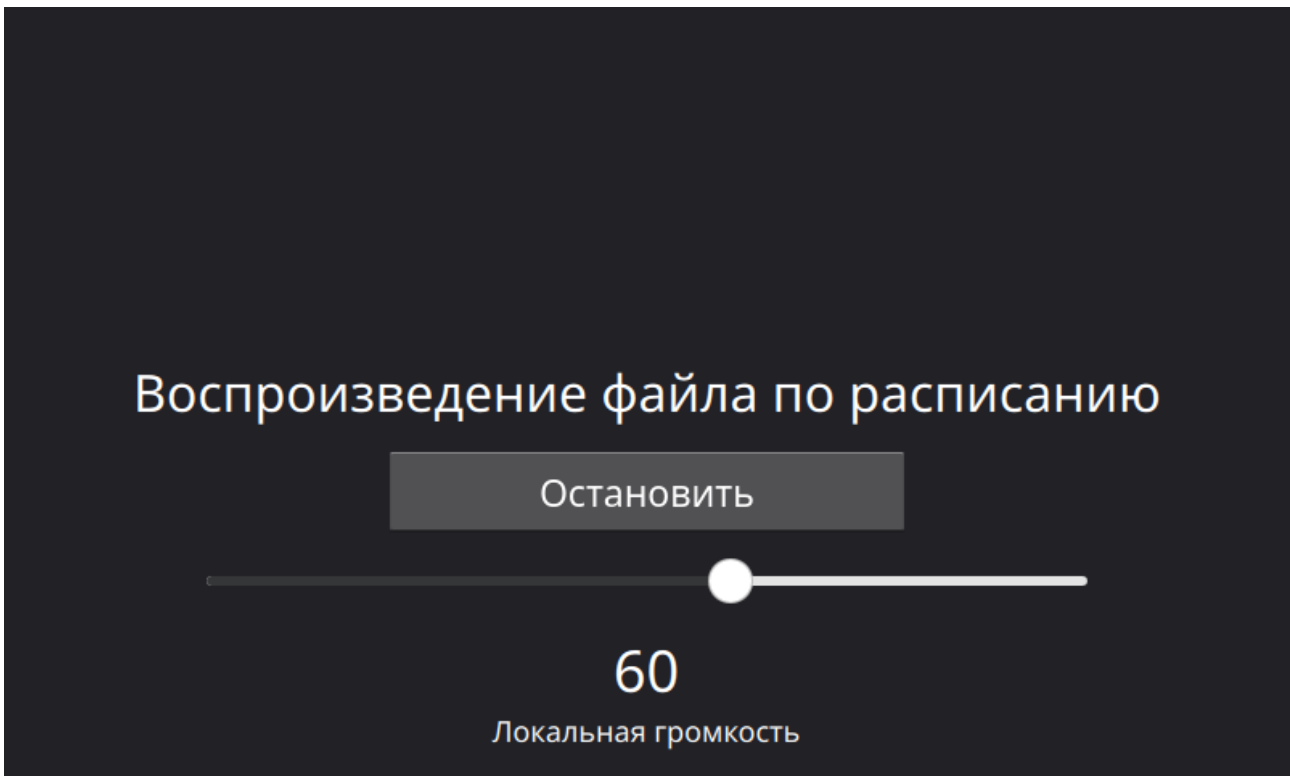 Воспроизведение файла по расписанию
Остановить
60
Локальная громкость